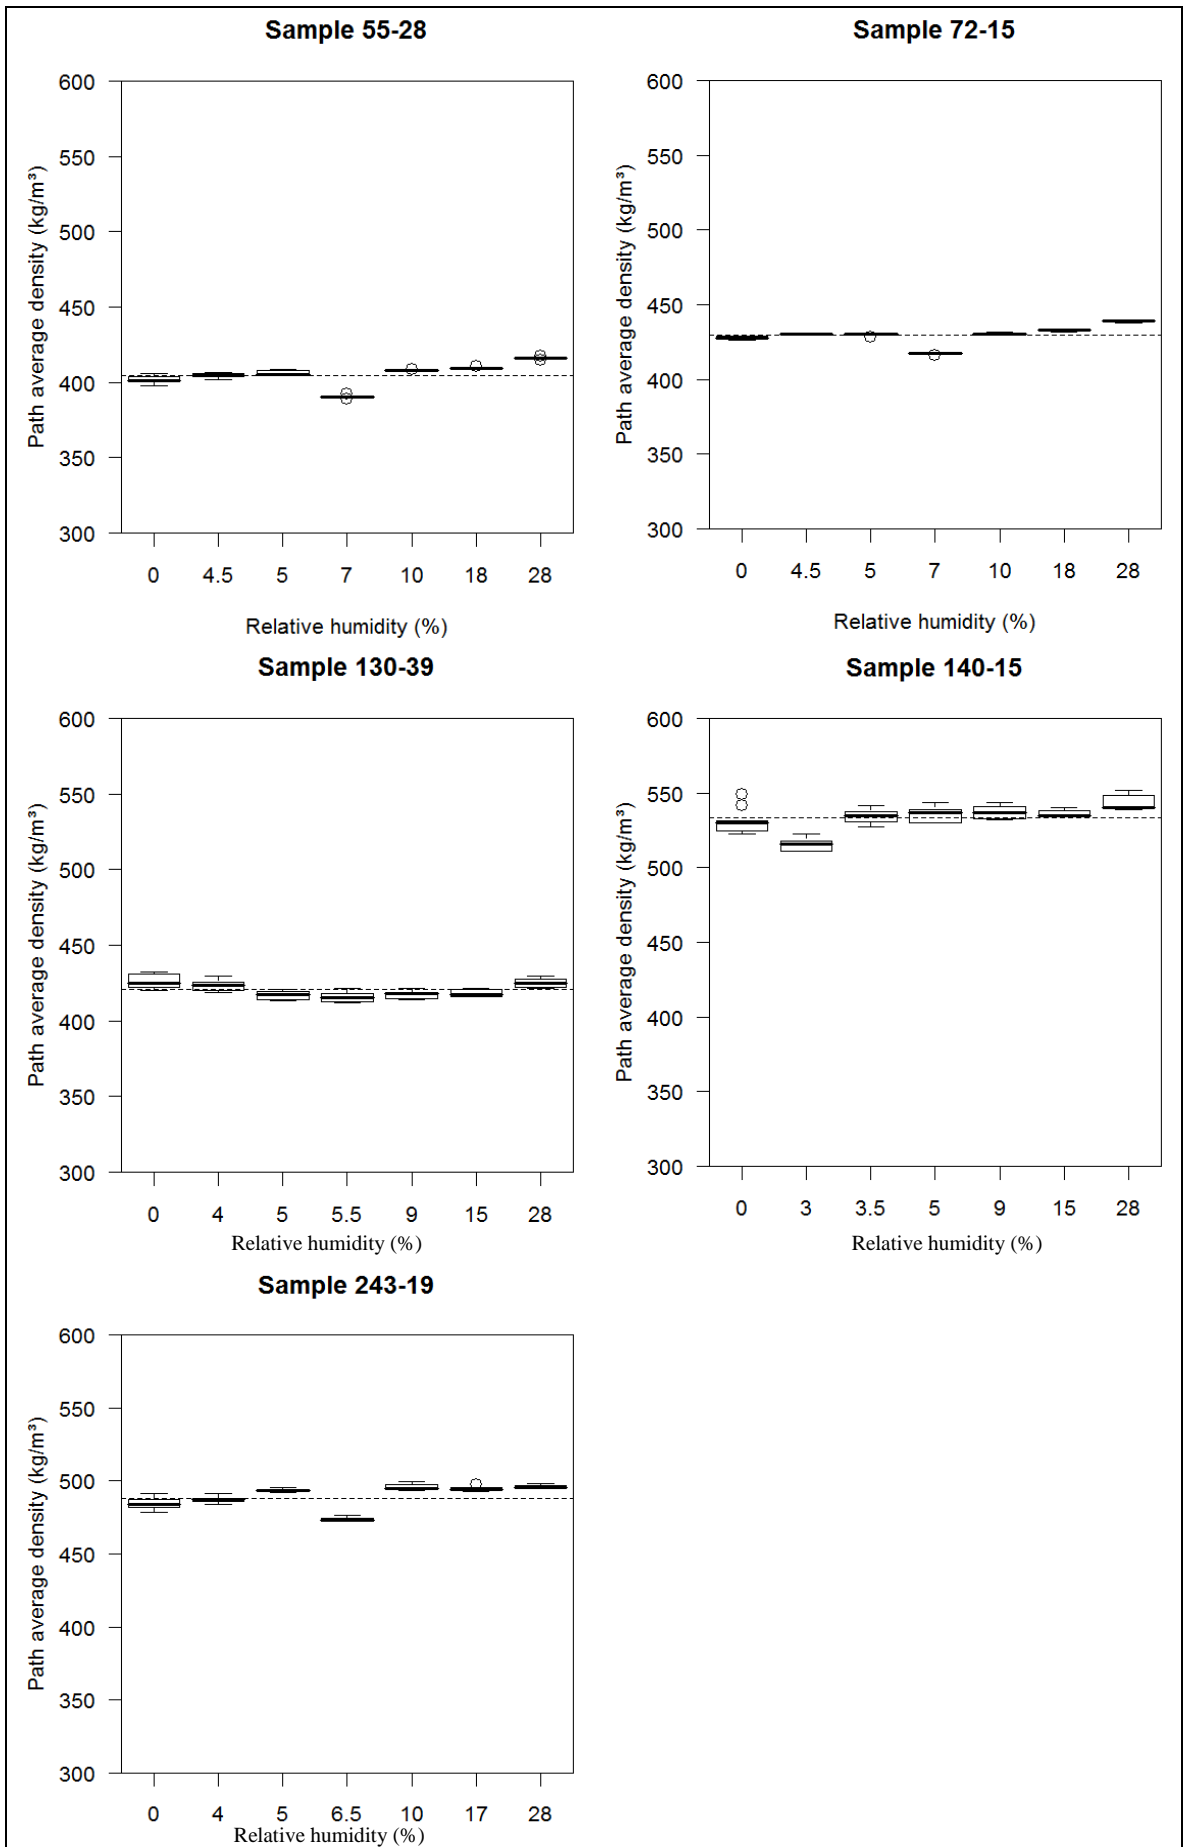 Sample 55-28
Path average density (kg/m³)
600
550
500
450
400
350
300
0 4.5 5 7 10 18 28
Relative humidity (%)
Sample 72-15
Path average density (kg/m³)
600
550
500
450
400
350
300
0 4.5 5 7 10 18 28
Relative humidity (%)
Sample 130-39
Path average density (kg/m³)
600
550
500
450
400
350
300
0 4 5 5.5 9 15 28
Relative humidity (%)
Sample 140-15
Path average density (kg/m³)
600
550
500
450
400
350
300
0 3 3.5 5 9 15 28
Relative humidity (%)
Sample 243-19
Path average density (kg/m³)
600
550
500
450
400
350
300
0 4 5 6.5 10 17 28
Relative humidity (%)